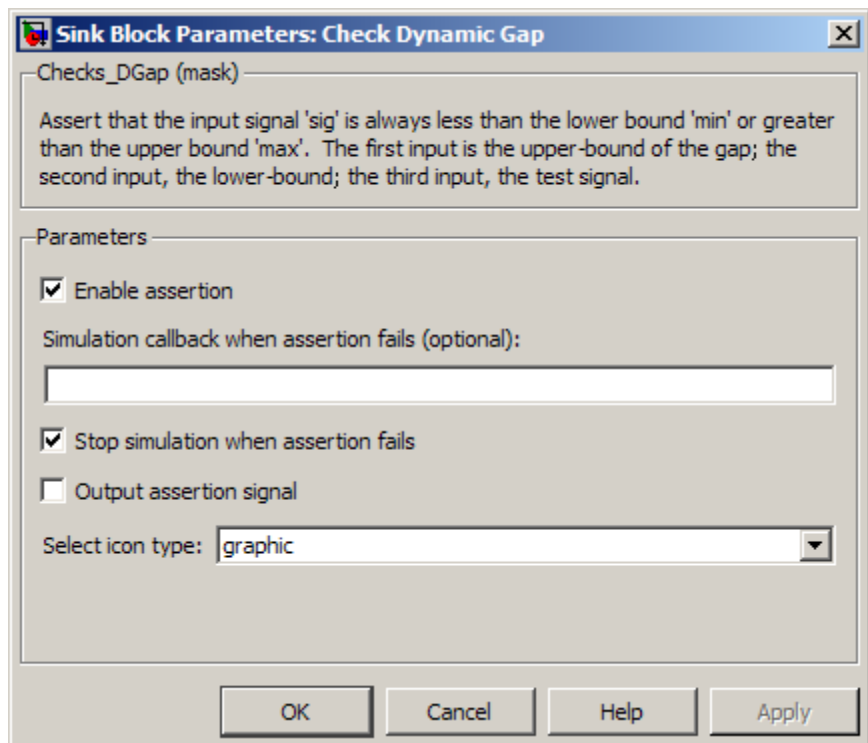 Sink Block Parameters: Check Dynamic Gap
Checks_DGap (mask)
Assert that the input signal 'sig' is always less than the lower bound 'min' or greater
than the upper bound 'max'.  The first input is the upper-bound of the gap; the
second input, the lower-bound; the third input, the test signal.
Parameters
Enable assertion
Simulation callback when assertion fails (optional):
Stop simulation when assertion fails
Output assertion signal
Select icon type: graphic
OK Cancel Help Apply